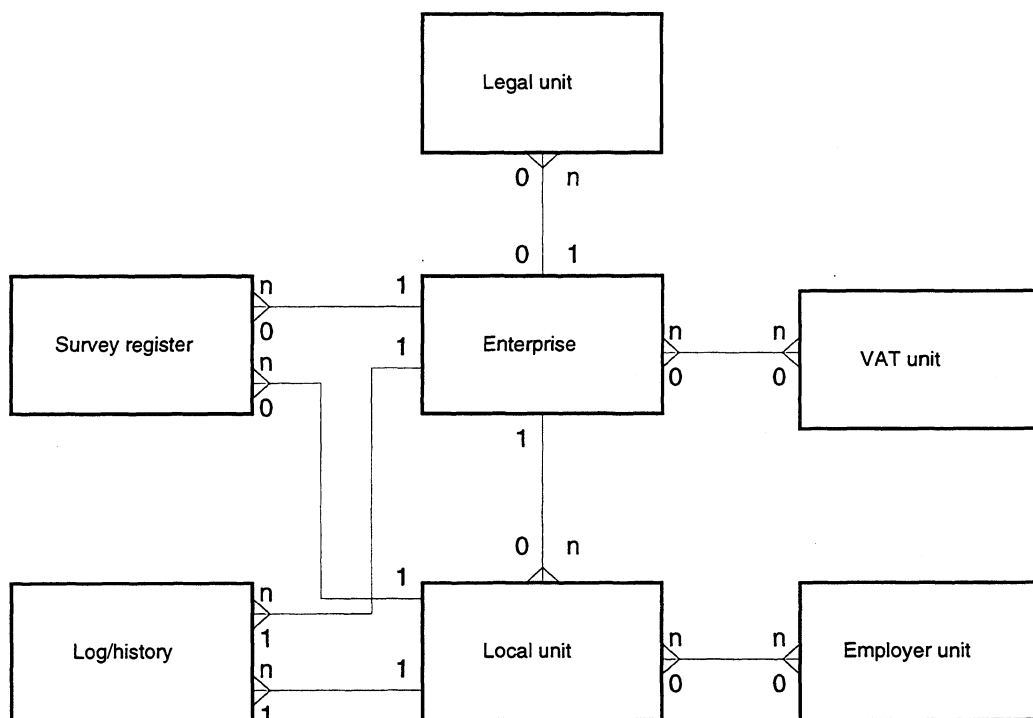 Legal unit
0 n
0 1
n 1
Survey register
0
n
0
1
Enterprise
n n
0 0
VAT unit
1
0 n
1
n
1
Log/history
n 1
1
Local unit
n n
0 0
Employer unit